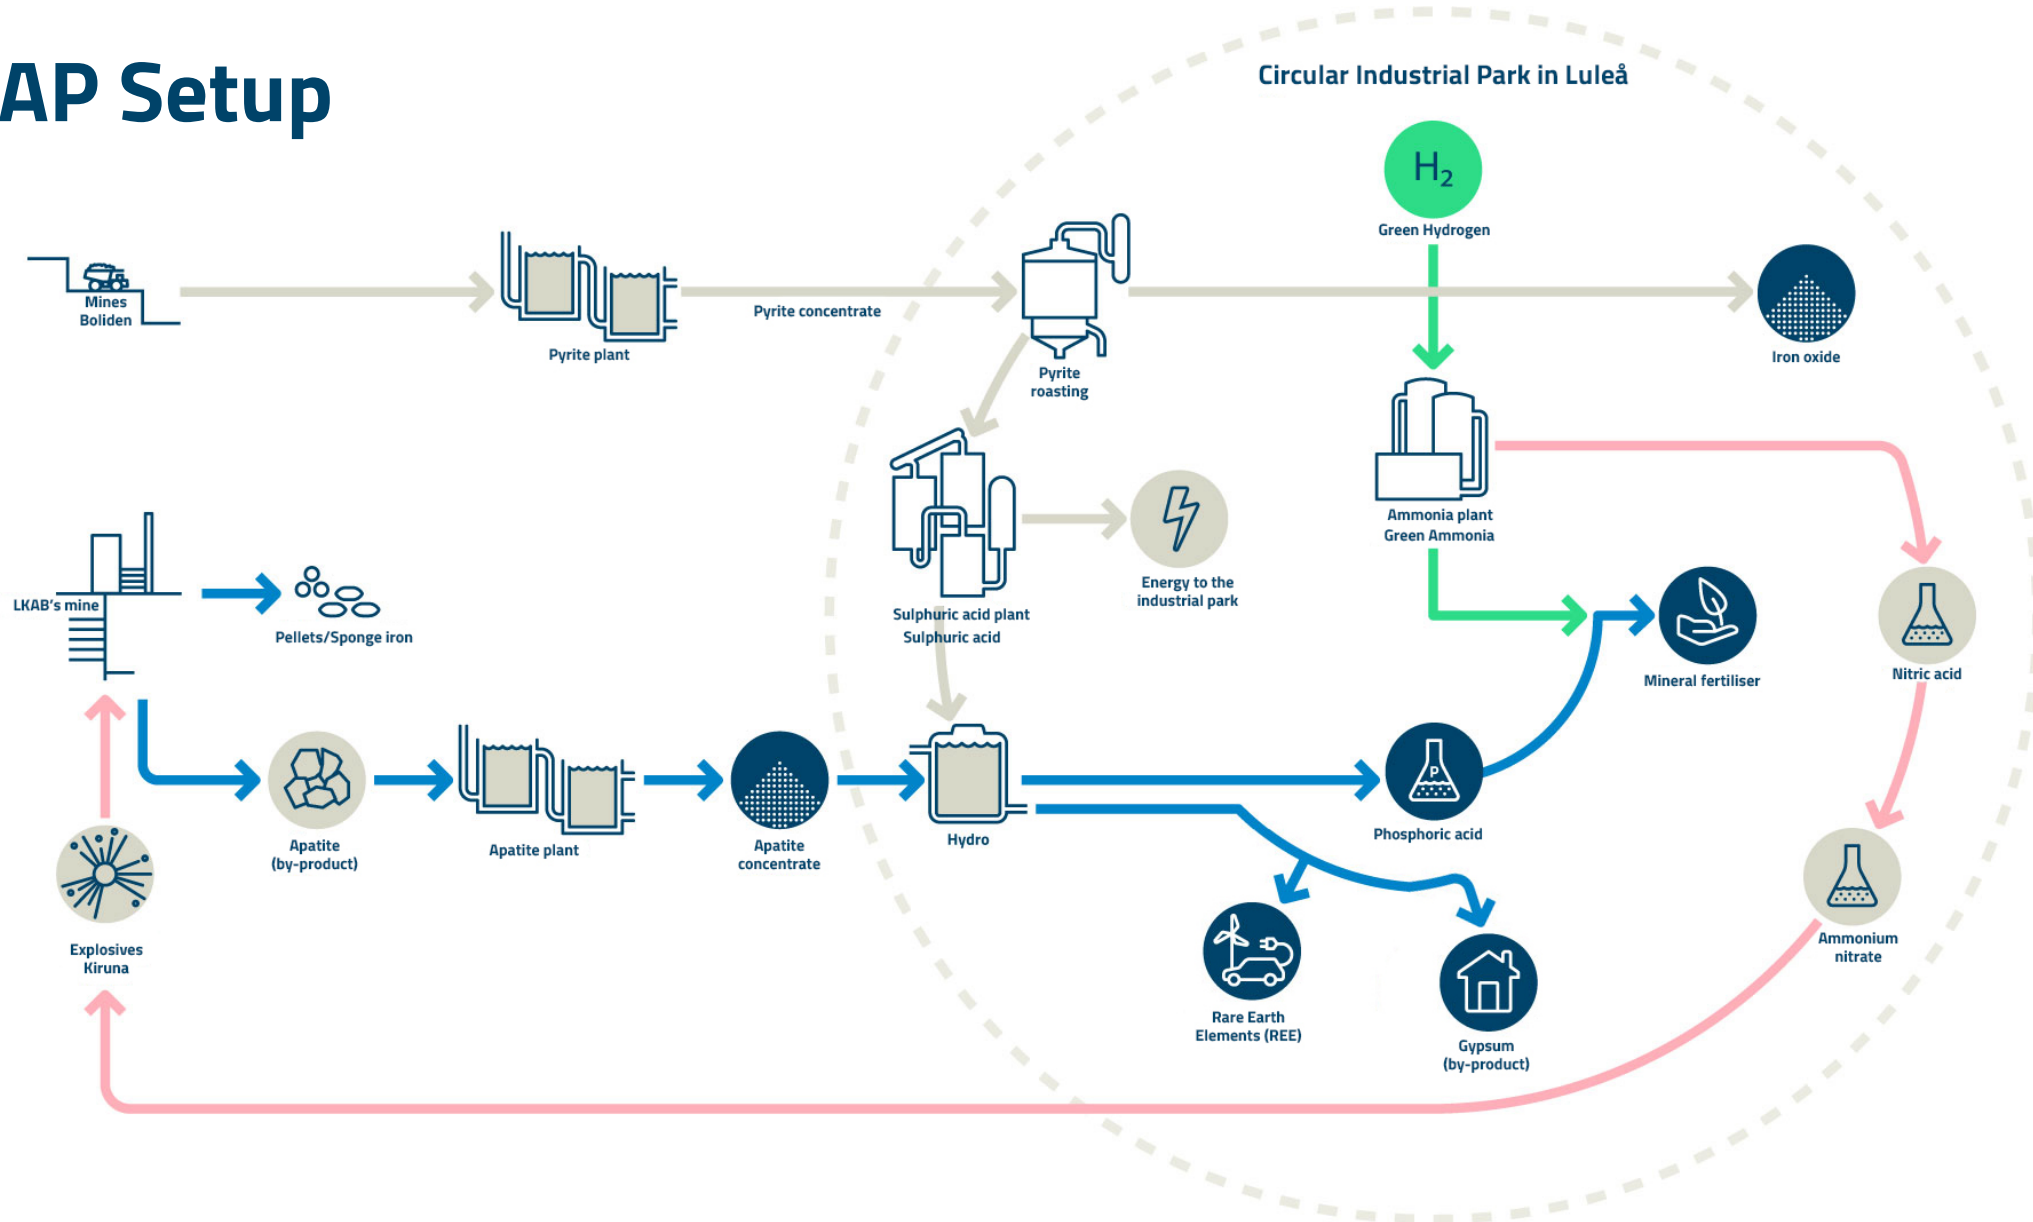 AP Setup
Circular Industrial Park in Luleå
H₂
Green Hydrogen
Mines
Boliden
Pyrite plant
Pyrite concentrate
Pyrite
roasting
Iron oxide
LKAB's mine
Pellets/Sponge iron
Sulphuric acid plant
Sulphuric acid
Energy to the
industrial park
Ammonia plant
Green Ammonia
Mineral fertiliser
Nitric acid
Explosives
Kiruna
Apatite
(by-product)
Apatite plant
Apatite
concentrate
Hydro
P
Phosphoric acid
Rare Earth
Elements (REE)
Gypsum
(by-product)
Ammonium
nitrate